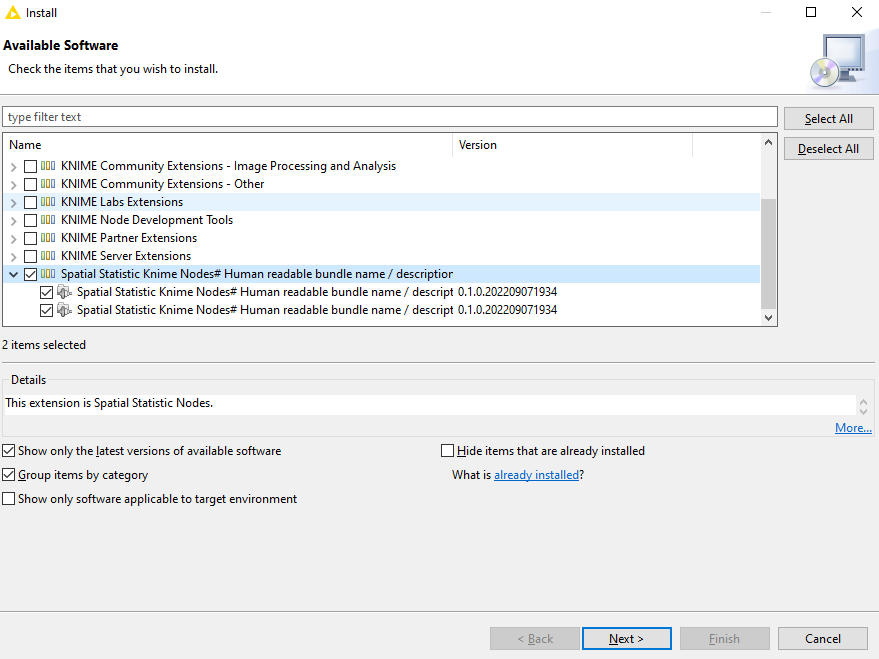 Install
Available Software
Check the items that you wish to install.
type filter text
Select All
Deselect All
Name Version
KNIME Community Extensions - Image Processing and Analysis
KNIME Community Extensions - Other
KNIME Labs Extensions
KNIME Node Development Tools
KNIME Partner Extensions
KNIME Server Extensions
Spatial Statistic Knime Nodes# Human readable bundle name / description
Spatial Statistic Knime Nodes# Human readable bundle name / descript 0.1.0.202209071934
Spatial Statistic Knime Nodes# Human readable bundle name / descript 0.1.0.202209071934
2 items selected
Details
This extension is Spatial Statistic Nodes.
More...
Show only the latest versions of available software
Hide items that are already installed
Group items by category
What is already installed?
Show only software applicable to target environment
< Back Next > Finish Cancel